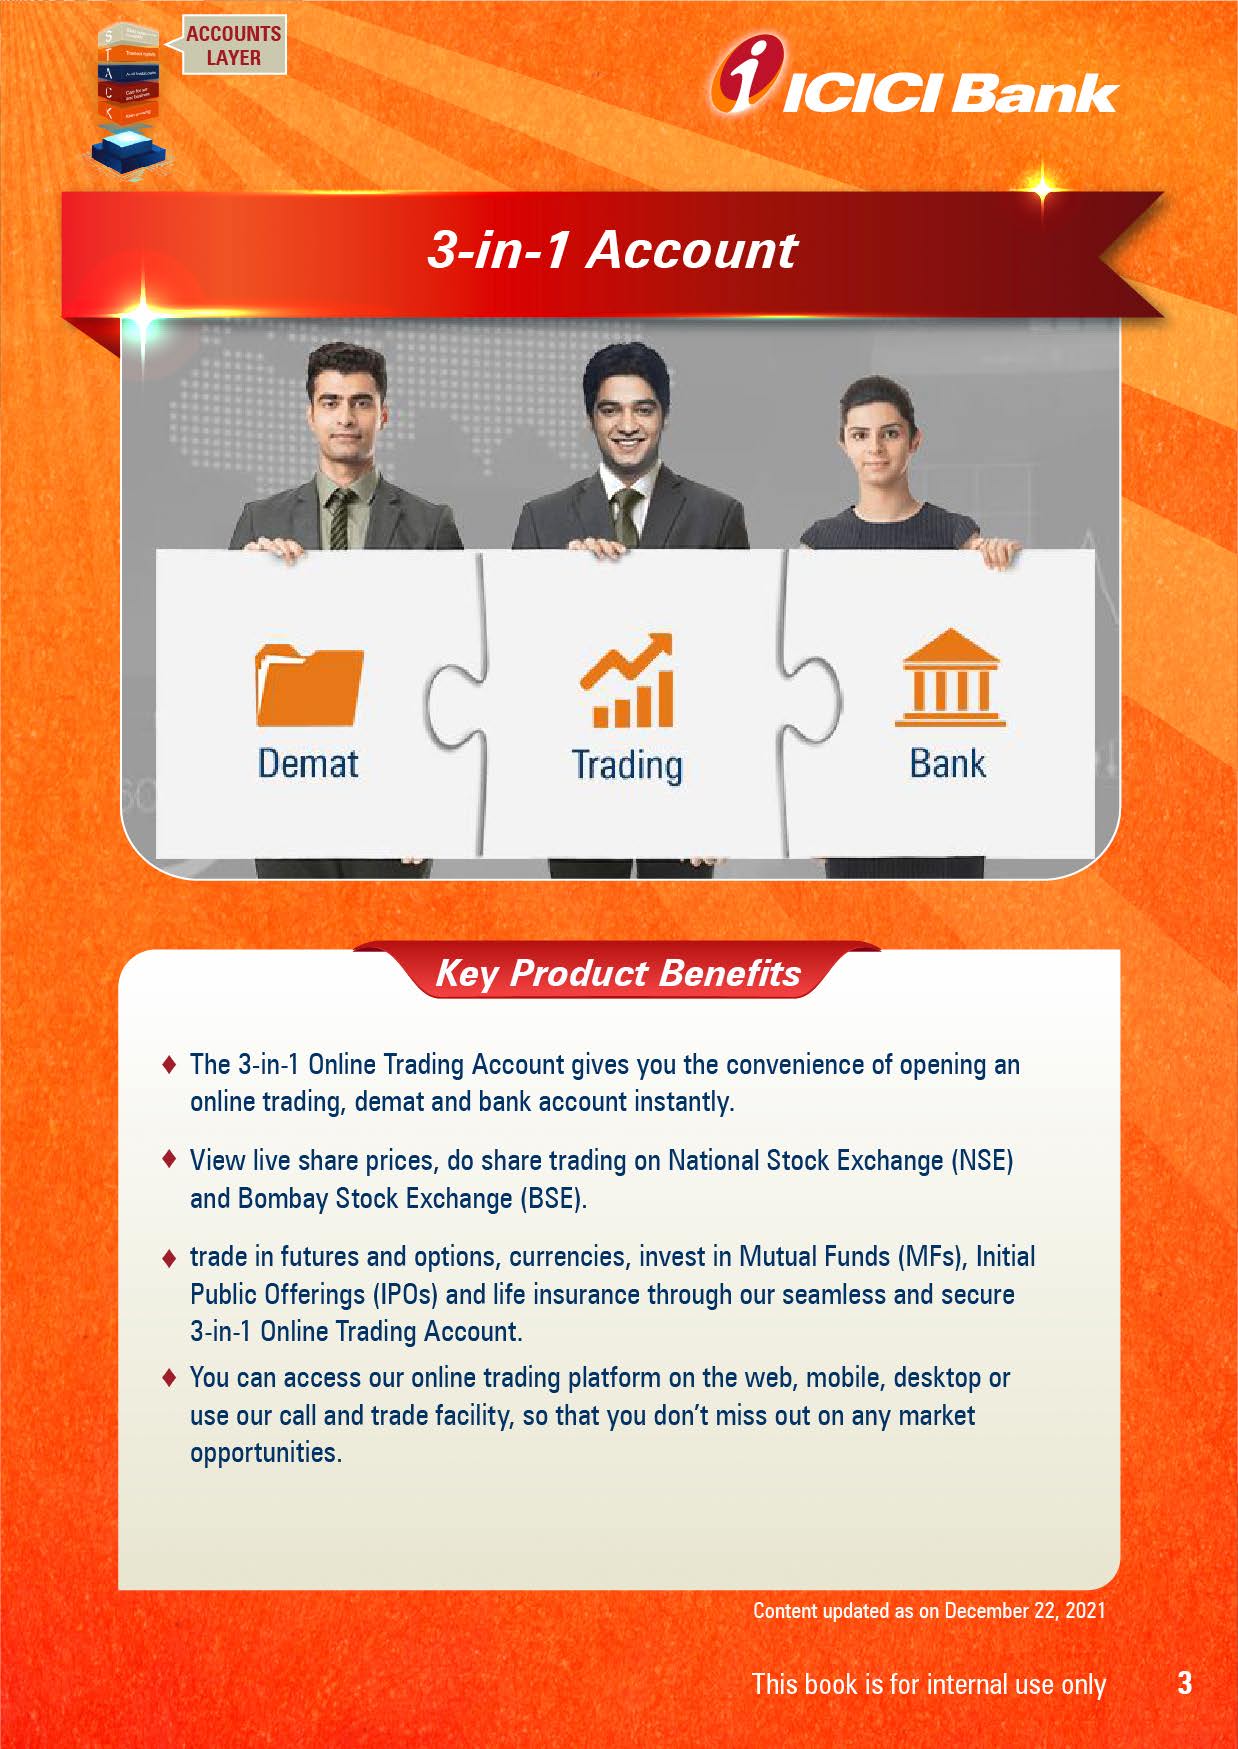 ACCOUNTS
LAYER
S
T
A
C
K
ICICI Bank
3-in-1 Account
Demat
Trading
Bank
Key Product Benefits
The 3-in-1 Online Trading Account gives you the convenience of opening an
online trading, demat and bank account instantly.
View live share prices, do share trading on National Stock Exchange (NSE)
and Bombay Stock Exchange (BSE).
trade in futures and options, currencies, invest in Mutual Funds (MFs), Initial
Public Offerings (IPOs) and life insurance through our seamless and secure
3-in-1 Online Trading Account.
You can access our online trading platform on the web, mobile, desktop or
use our call and trade facility, so that you don’t miss out on any market
opportunities.
Content updated as on December 22, 2021
This book is for internal use only
3